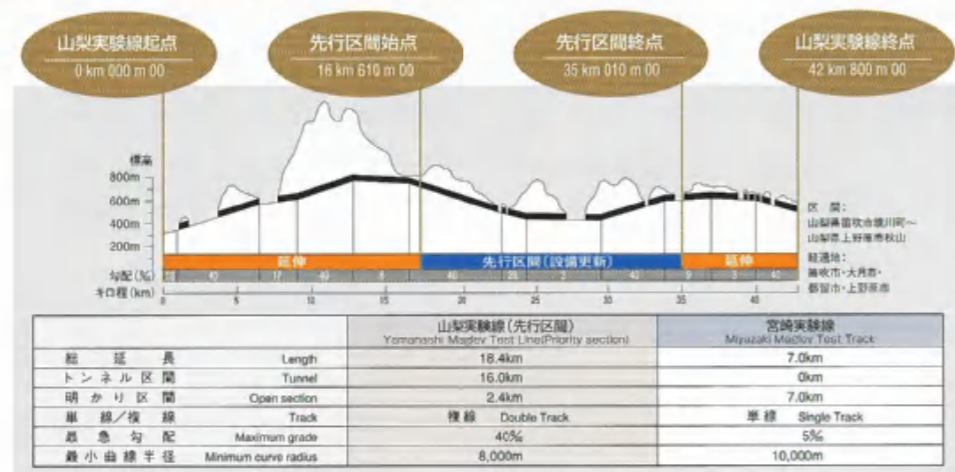 山梨実験線起点
0 km 000 m 00
先行区間始点
16 km 610 m 00
先行区間終点
35 km 010 m 00
山梨実験線終点
42 km 800 m 00
標高
800m
600m
400m
200m
区間:
山梨県笛吹市境川町~
山梨県上野原市秋山
経過地:
笛吹市・大月市・
都留市・上野原市
延伸 先行区間(設備更新) 延伸
勾配(‰)
キロ程(km) 0 5 10 15 20 25 30 35 40
山梨実験線(先行区間) 宮崎実験線
Yamanashi Maglev Test Line(Priority section) Miyazaki Maglev Test Track
総延長 Length 18.4km 7.0km
トンネル区間 Tunnel 16.0km 0km
明かり区間 Open section 2.4km 7.0km
単線/複線 Track 複線 Double Track 単線 Single Track
最急勾配 Maximum grade 40‰ 5‰
最小曲線半径 Minimum curve radius 8,000m 10,000m